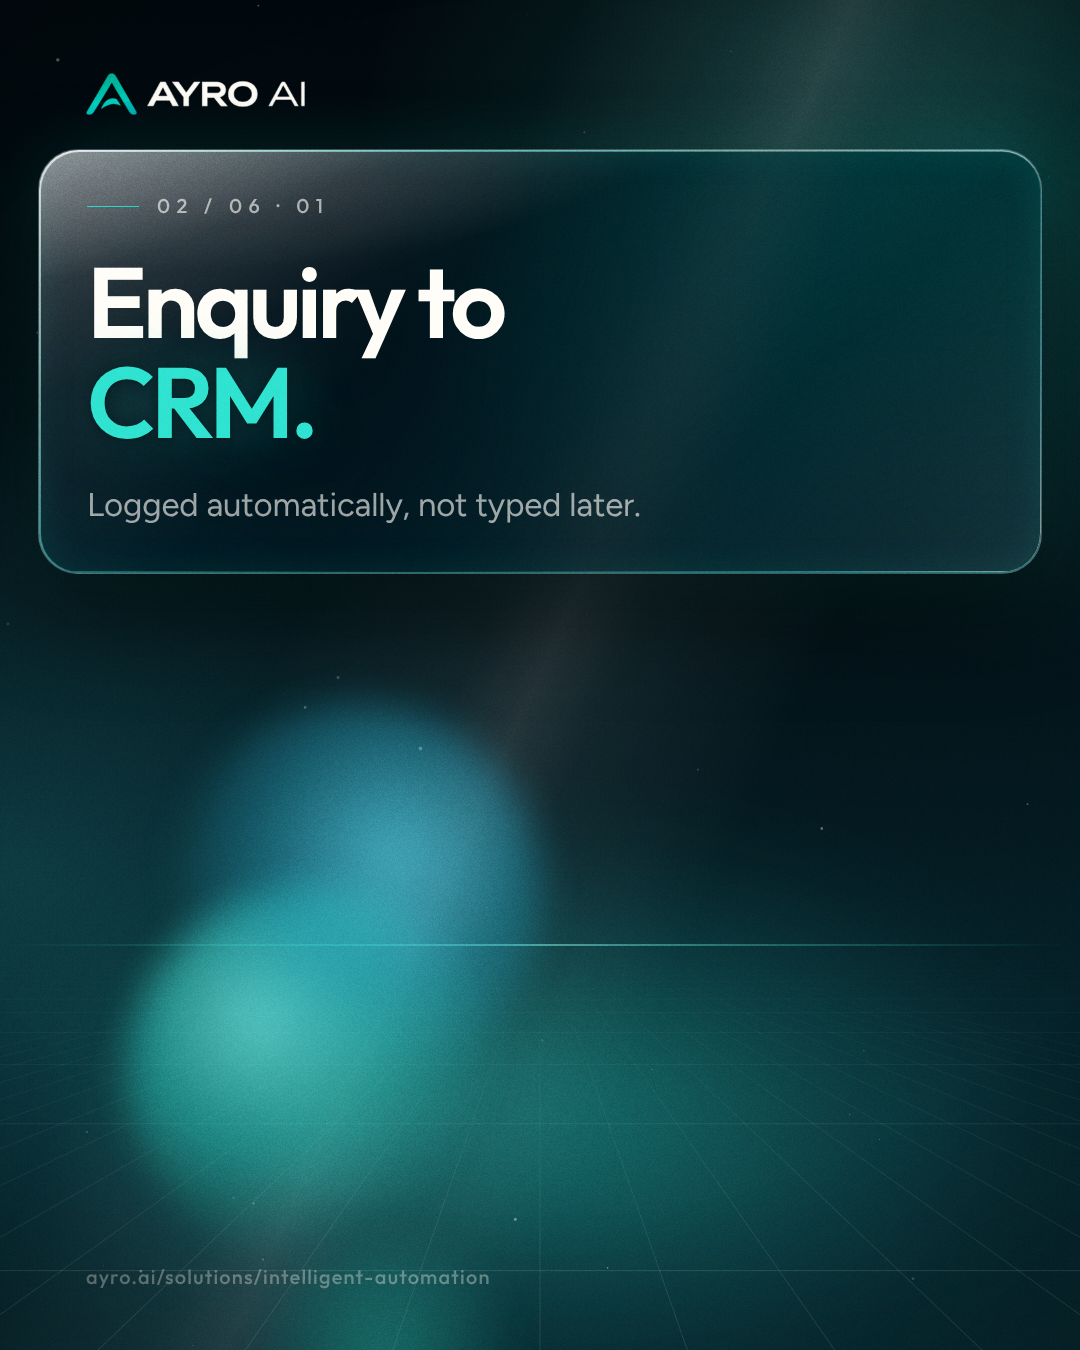 AYRO AI
02 / 06 · 01
Enquiry to
CRM.
Logged automatically, not typed later.
ayro.ai/solutions/intelligent-automation